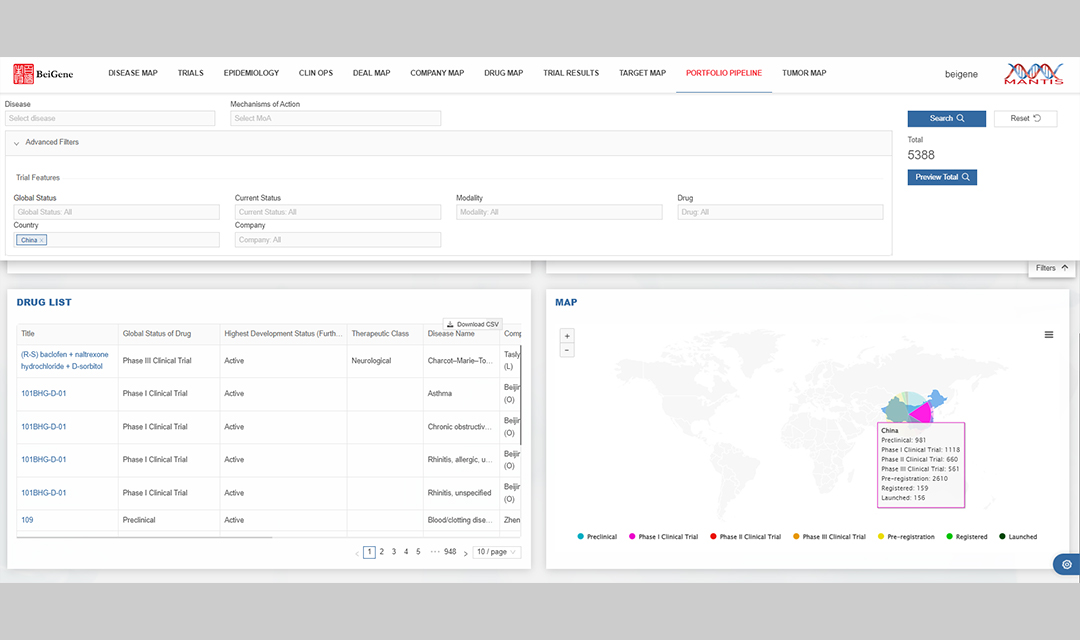 BeiGene
DISEASE MAP TRIALS EPIDEMIOLOGY CLIN OPS DEAL MAP COMPANY MAP DRUG MAP TRIAL RESULTS TARGET MAP PORTFOLIO PIPELINE TUMOR MAP
beigene
MANTIS
Disease Mechanisms of Action
Select disease Select MoA
Search Reset
Advanced Filters
Total
5388
Preview Total
Trial Features
Global Status Current Status Modality Drug
Global Status: All Current Status: All Modality: All Drug: All
Country Company
China × Company: All
Filters
DRUG LIST
Download CSV
Title Global Status of Drug Highest Development Status (Furth... Therapeutic Class Disease Name Comp
(R-S) baclofen + naltrexone hydrochloride + D-sorbitol Phase III Clinical Trial Active Neurological Charcot–Marie–To... Tasly (L)
101BHG-D-01 Phase I Clinical Trial Active Asthma Beijin (O)
101BHG-D-01 Phase I Clinical Trial Active Chronic obstructiv... Beijin (O)
101BHG-D-01 Phase I Clinical Trial Active Rhinitis, allergic, u... Beijin (O)
101BHG-D-01 Phase I Clinical Trial Active Rhinitis, unspecified Beijin (O)
109 Preclinical Active Blood/clotting dise... Zhen
< 1 2 3 4 5 ••• 948 > 10 / page
MAP
+
−
China
Preclinical: 981
Phase I Clinical Trial: 1118
Phase II Clinical Trial: 660
Phase III Clinical Trial: 561
Pre-registration: 2610
Registered: 159
Launched: 156
Preclinical Phase I Clinical Trial Phase II Clinical Trial Phase III Clinical Trial Pre-registration Registered Launched